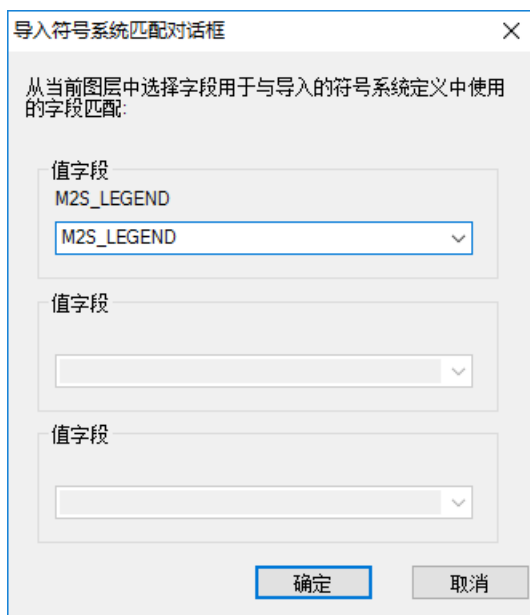 导入符号系统匹配对话框
从当前图层中选择字段用于与导入的符号系统定义中使用
的字段匹配:
值字段
M2S_LEGEND
M2S_LEGEND
值字段
值字段
确定
取消